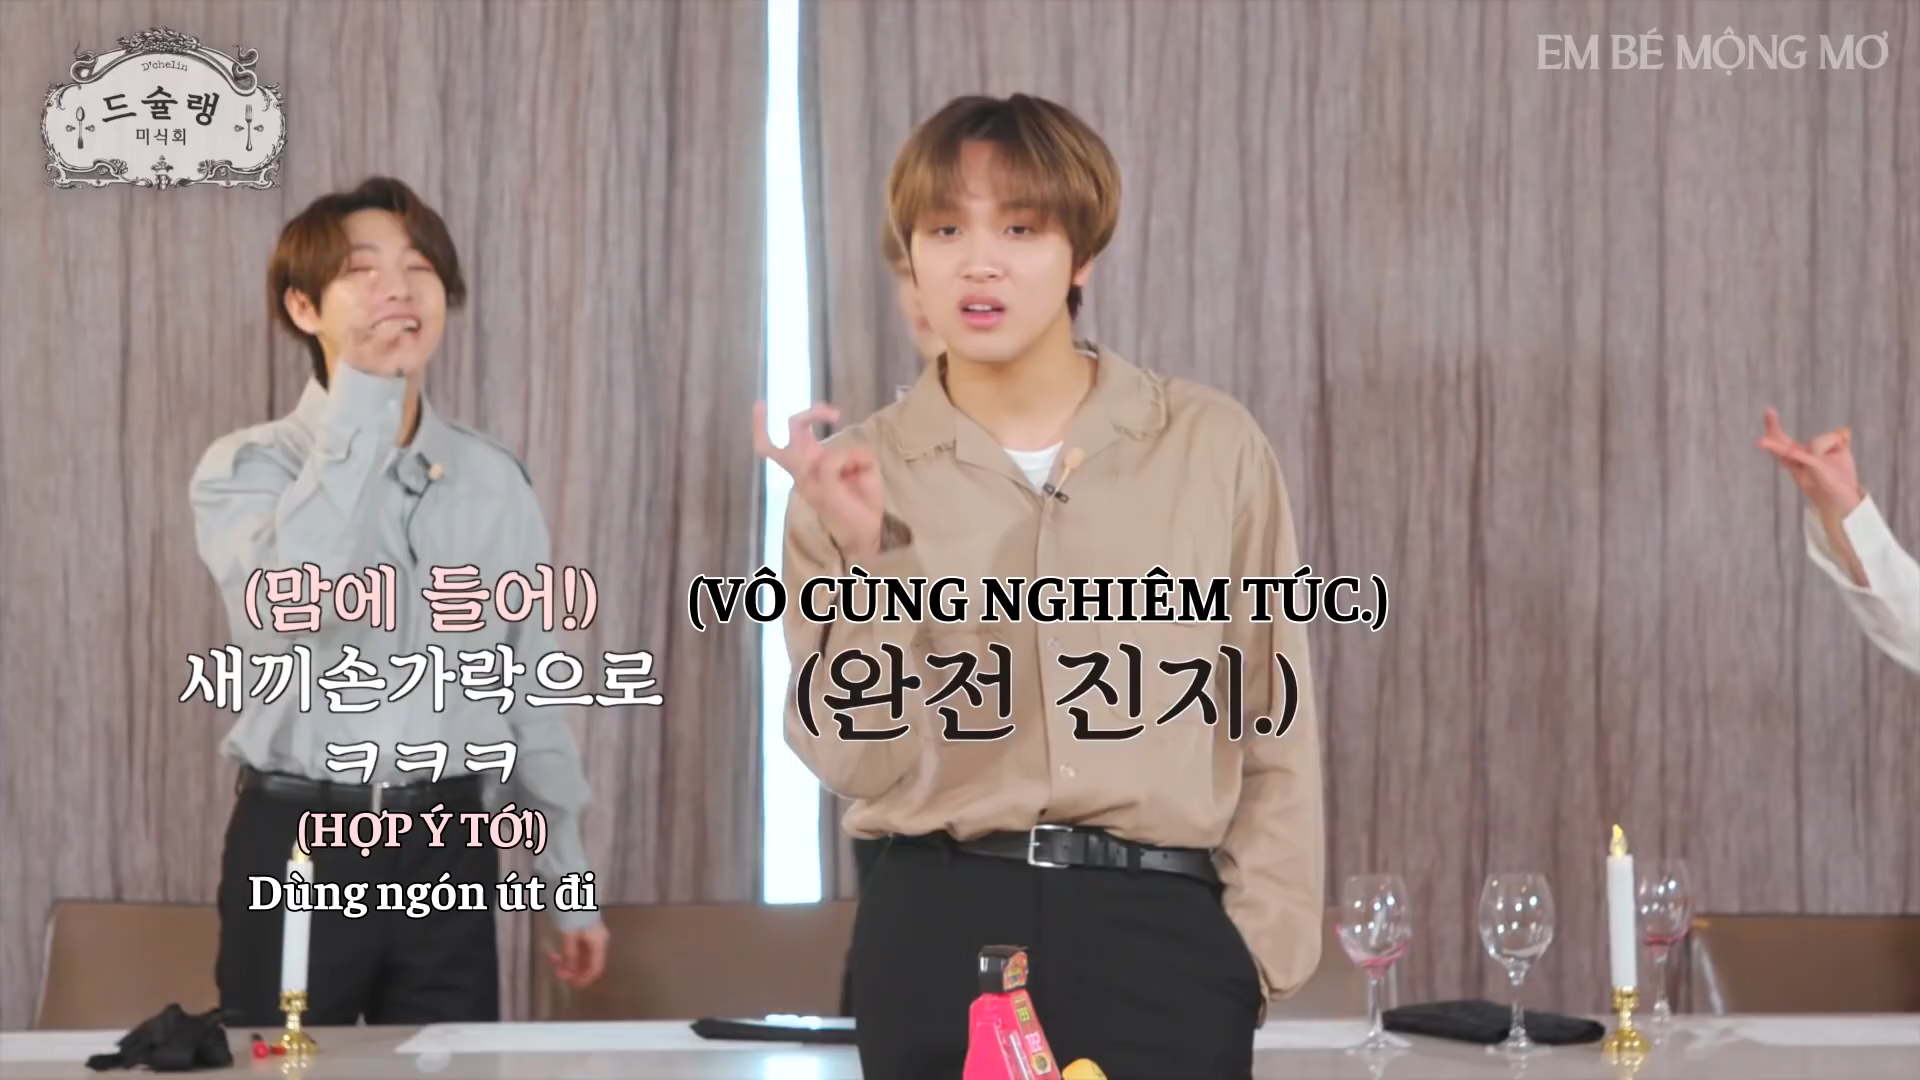 D'chelin
드슐랭
미식회
EM BÉ MỘNG MƠ
(맘에 들어!)
새끼손가락으로
ㅋㅋㅋ
(HỢP Ý TỚ!)
Dùng ngón út đi
(VÔ CÙNG NGHIÊM TÚC.)
(완전 진지.)